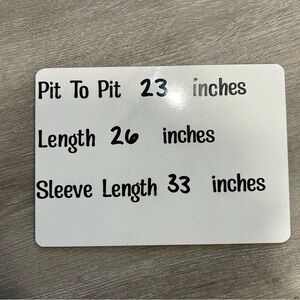 Pit To Pit 23 inches
Length 26 inches
Sleeve Length 33 inches